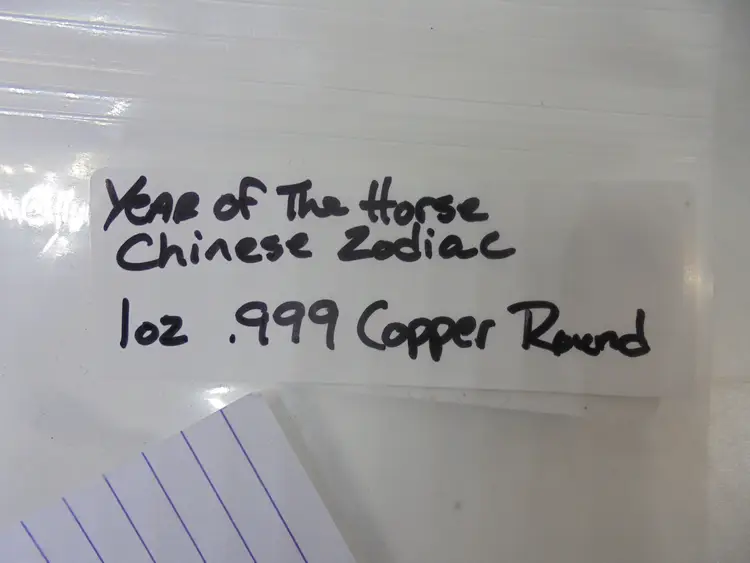 Year of The Horse
Chinese Zodiac
1oz .999 Copper Round